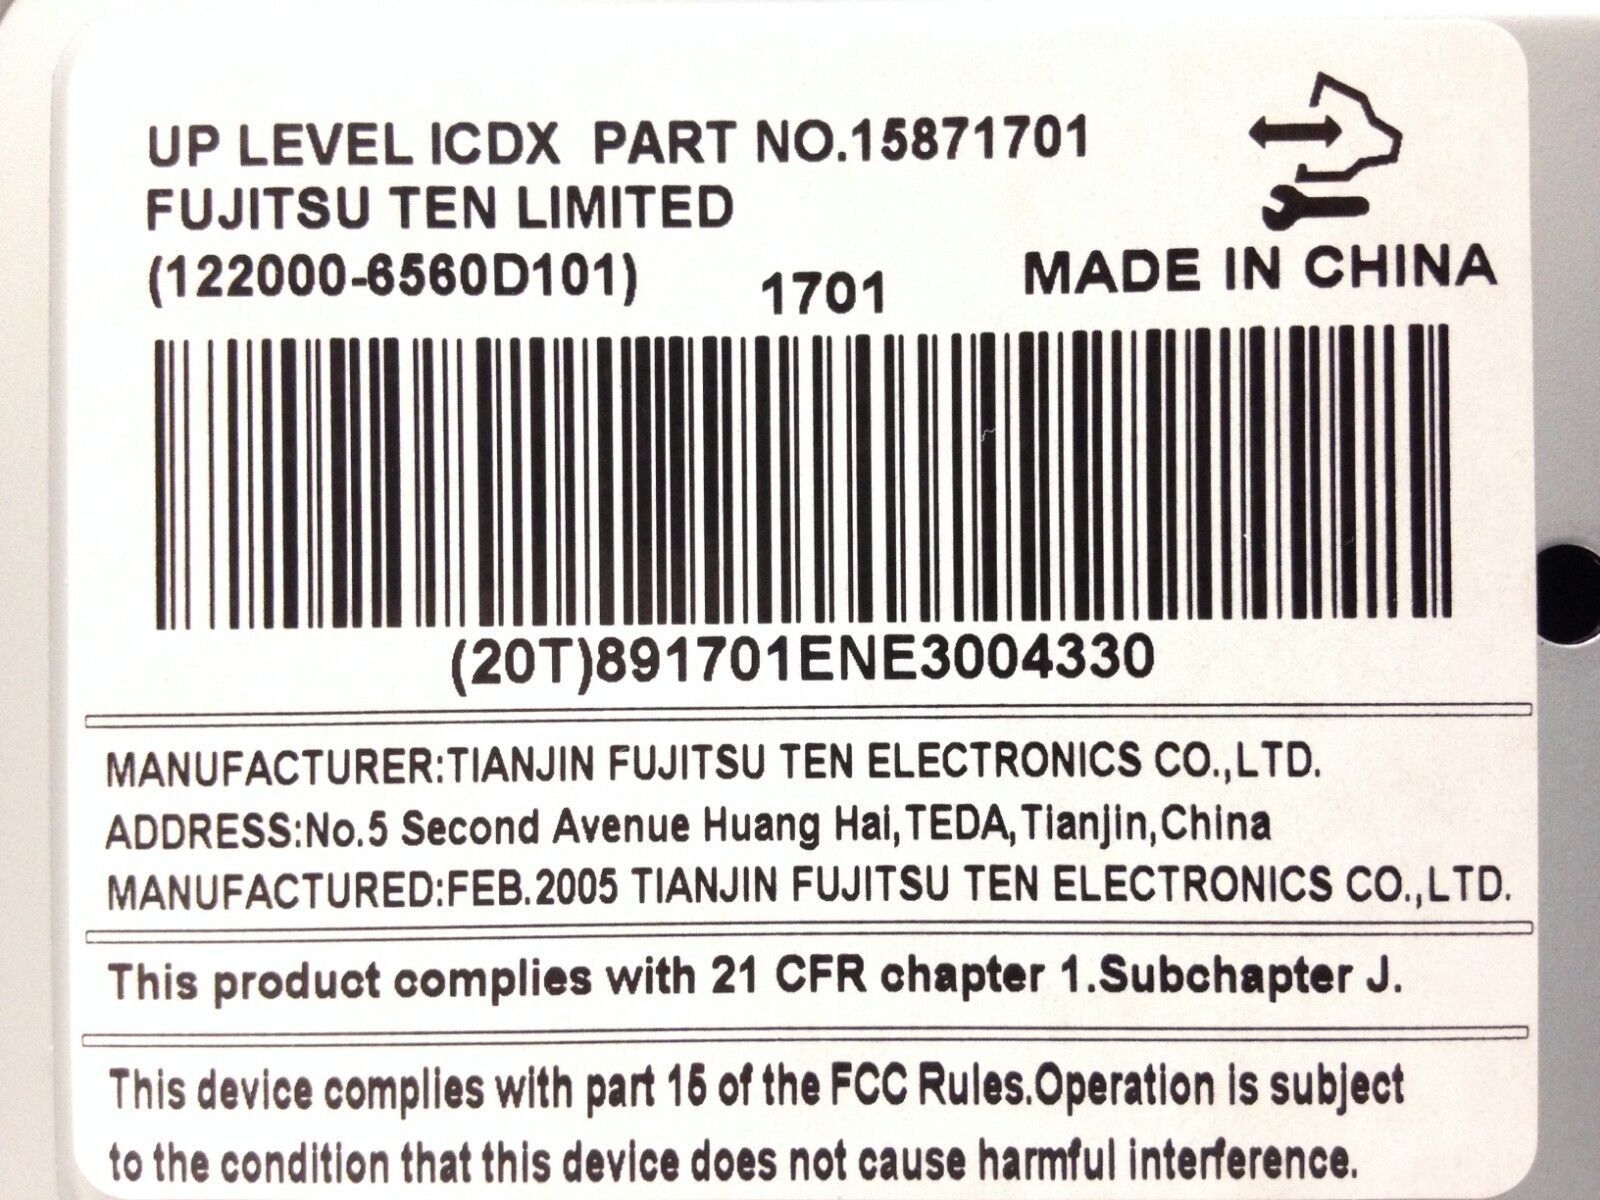 UP LEVEL ICDX PART NO.15871701
FUJITSU TEN LIMITED
(122000-6560D101) 1701 MADE IN CHINA
(20T)891701ENE3004330
MANUFACTURER:TIANJIN FUJITSU TEN ELECTRONICS CO.,LTD.
ADDRESS:No.5 Second Avenue Huang Hai,TEDA,Tianjin,China
MANUFACTURED:FEB.2005 TIANJIN FUJITSU TEN ELECTRONICS CO.,LTD.
This product complies with 21 CFR chapter 1.Subchapter J.
This device complies with part 15 of the FCC Rules.Operation is subject
to the condition that this device does not cause harmful interference.